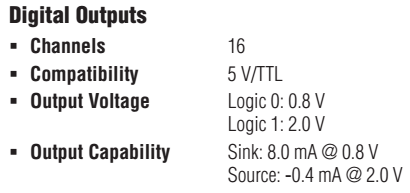 Digital Outputs
▪ Channels 16
▪ Compatibility 5 V/TTL
▪ Output Voltage Logic 0: 0.8 V
Logic 1: 2.0 V
▪ Output Capability Sink: 8.0 mA @ 0.8 V
Source: -0.4 mA @ 2.0 V